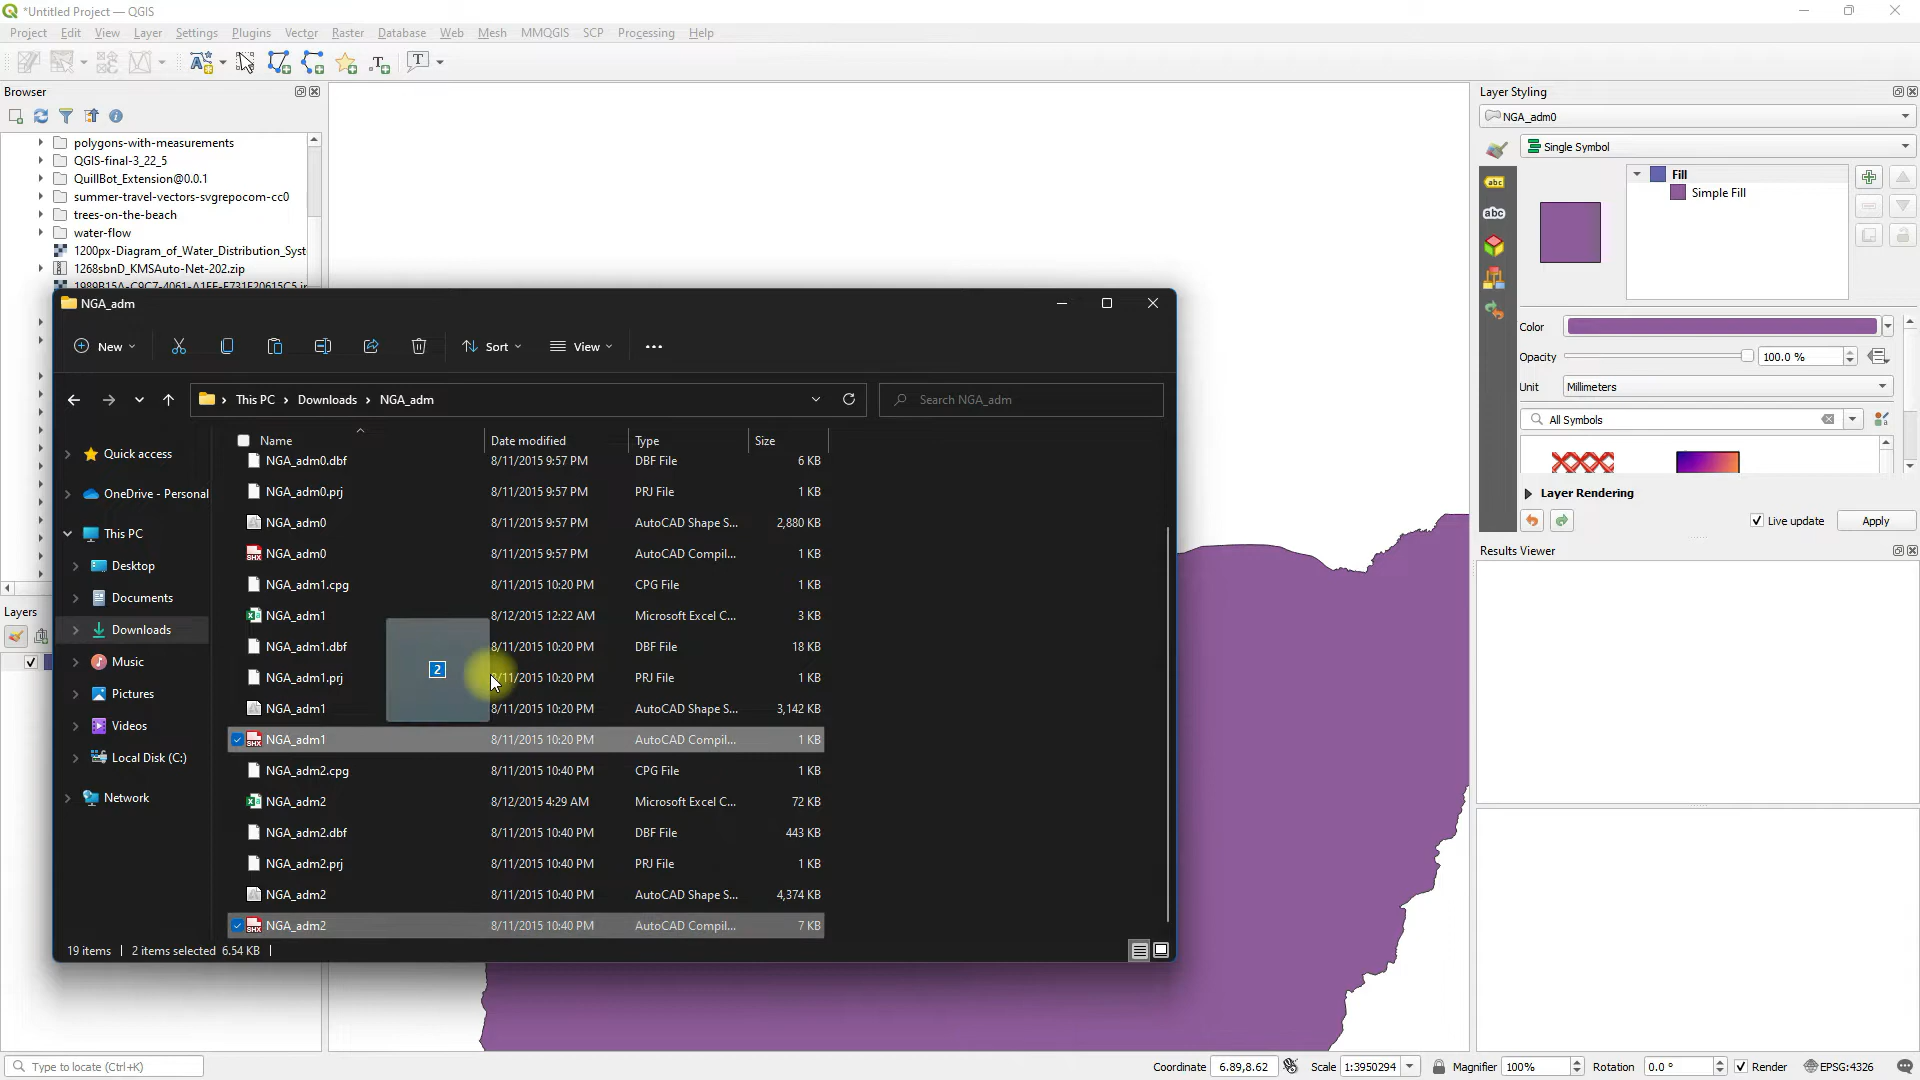 *Untitled Project — QGIS
Project Edit View Layer Settings Plugins Vector Raster Database Web Mesh MMQGIS SCP Processing Help
Browser
polygons-with-measurements
QGIS-final-3_22_5
QuillBot_Extension@0.0.1
summer-travel-vectors-svgrepocom-cc0
trees-on-the-beach
water-flow
1200px-Diagram_of_Water_Distribution_Syst
1268sbnD_KMSAuto-Net-202.zip
Layers
NGA_adm
New Sort View
This PC > Downloads > NGA_adm
Search NGA_adm
Quick access
OneDrive - Personal
This PC
Desktop
Documents
Downloads
Music
Pictures
Videos
Local Disk (C:)
Network
Name Date modified Type Size
NGA_adm0.dbf 8/11/2015 9:57 PM DBF File 6 KB
NGA_adm0.prj 8/11/2015 9:57 PM PRJ File 1 KB
NGA_adm0 8/11/2015 9:57 PM AutoCAD Shape S... 2,880 KB
NGA_adm0 8/11/2015 9:57 PM AutoCAD Compil... 1 KB
NGA_adm1.cpg 8/11/2015 10:20 PM CPG File 1 KB
NGA_adm1 8/12/2015 12:22 AM Microsoft Excel C... 3 KB
NGA_adm1.dbf 8/11/2015 10:20 PM DBF File 18 KB
NGA_adm1.prj 8/11/2015 10:20 PM PRJ File 1 KB
NGA_adm1 8/11/2015 10:20 PM AutoCAD Shape S... 3,142 KB
NGA_adm1 8/11/2015 10:20 PM AutoCAD Compil... 1 KB
NGA_adm2.cpg 8/11/2015 10:40 PM CPG File 1 KB
NGA_adm2 8/12/2015 4:29 AM Microsoft Excel C... 72 KB
NGA_adm2.dbf 8/11/2015 10:40 PM DBF File 443 KB
NGA_adm2.prj 8/11/2015 10:40 PM PRJ File 1 KB
NGA_adm2 8/11/2015 10:40 PM AutoCAD Shape S... 4,374 KB
NGA_adm2 8/11/2015 10:40 PM AutoCAD Compil... 7 KB
2
19 items 2 items selected 6.54 KB
Layer Styling
NGA_adm0
Single Symbol
abc
abc
Fill
Simple Fill
Color
Opacity 100.0 %
Unit Millimeters
All Symbols
Layer Rendering
Live update Apply
Results Viewer
Type to locate (Ctrl+K)
Coordinate 6.89,8.62 Scale 1:3950294 Magnifier 100% Rotation 0.0 ° Render EPSG:4326